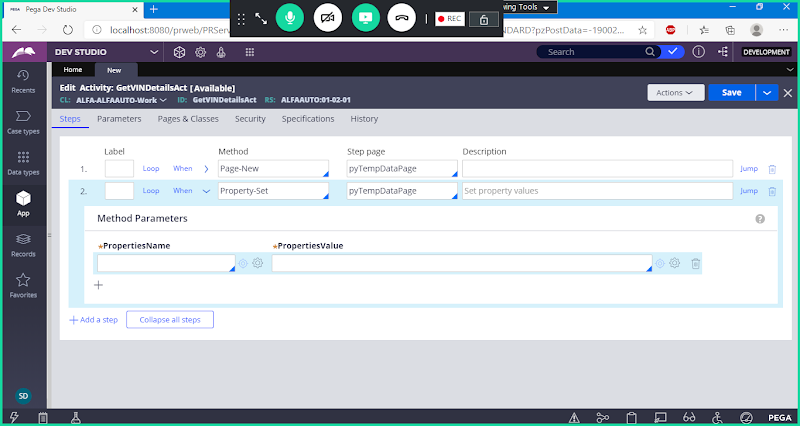 PEGA Pega Dev Studio
ving Tools
REC
localhost:8080/prweb/PRServ
NDARD?pzPostData=-19002...
DEV STUDIO
Search
DEVELOPMENT
Home New
Edit Activity: GetVINDetailsAct [Available]
CL: ALFA-ALFAAUTO-Work ID: GetVINDetailsAct RS: ALFAAUTO:01-02-01
Actions Save
Steps Parameters Pages & Classes Security Specifications History
Label Method Step page Description
1. Loop When Page-New pyTempDataPage Jump
2. Loop When Property-Set pyTempDataPage Set property values Jump
Method Parameters
*PropertiesName *PropertiesValue
Add a step Collapse all steps
Recents
Case types
Data types
App
Records
Favorites
SD
PEGA